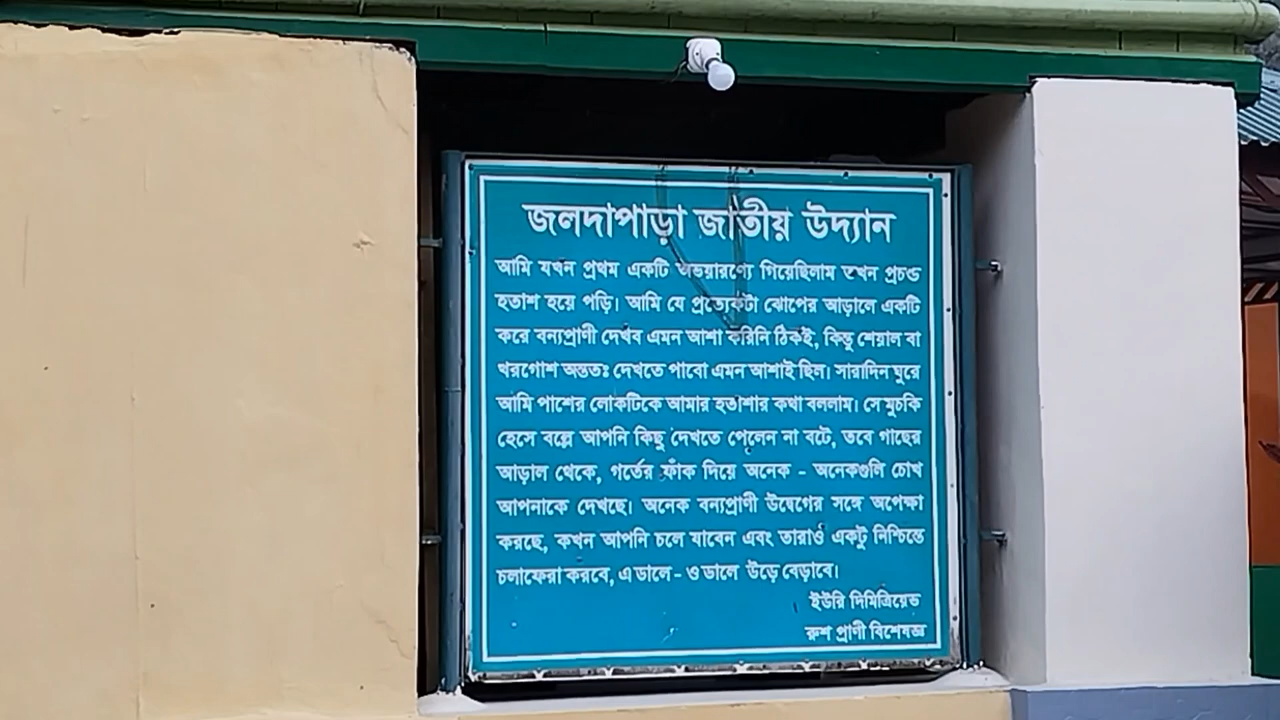 জলদাপাড়া জাতীয় উদ্যান
আমি যখন প্রথম একটি অভয়ারণ্যে গিয়েছিলাম তখন প্রচন্ড
হতাশ হয়ে পড়ি। আমি যে প্রত্যেকটা ঝোপের আড়ালে একটি
করে বন্যপ্রাণী দেখব এমন আশা করিনি ঠিকই, কিন্তু শেয়াল বা
খরগোশ অন্ততঃ দেখতে পাবো এমন আশাই ছিল। সারাদিন ঘুরে
আমি পাশের লোকটিকে আমার হতাশার কথা বললাম। সে মুচকি
হেসে বল্লে আপনি কিছু দেখতে পেলেন না বটে, তবে গাছের
আড়াল থেকে, গর্তের ফাঁক দিয়ে অনেক - অনেকগুলি চোখ
আপনাকে দেখছে। অনেক বন্যপ্রাণী উদ্বেগের সঙ্গে অপেক্ষা
করছে, কখন আপনি চলে যাবেন এবং তারাও একটু নিশ্চিন্তে
চলাফেরা করবে, এ ডালে - ও ডালে উড়ে বেড়াবে।
ইউরি দিমিত্রিয়েভ
রুশ প্রাণী বিশেষজ্ঞ